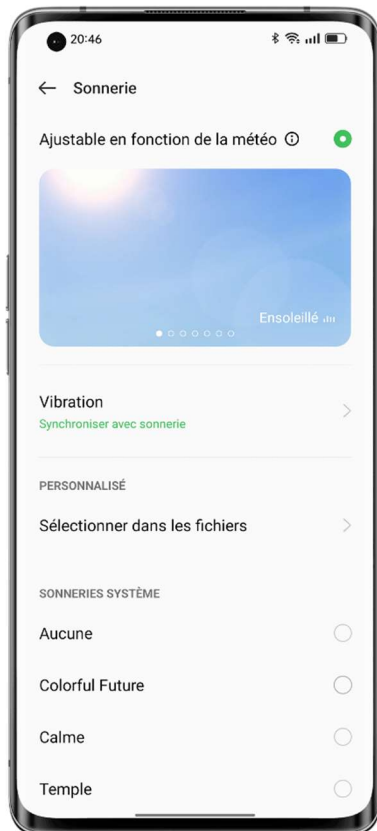 20:46
Sonnerie
Ajustable en fonction de la météo
Ensoleillé
Vibration
Synchroniser avec sonnerie
PERSONNALISÉ
Sélectionner dans les fichiers
SONNERIES SYSTÈME
Aucune
Colorful Future
Calme
Temple